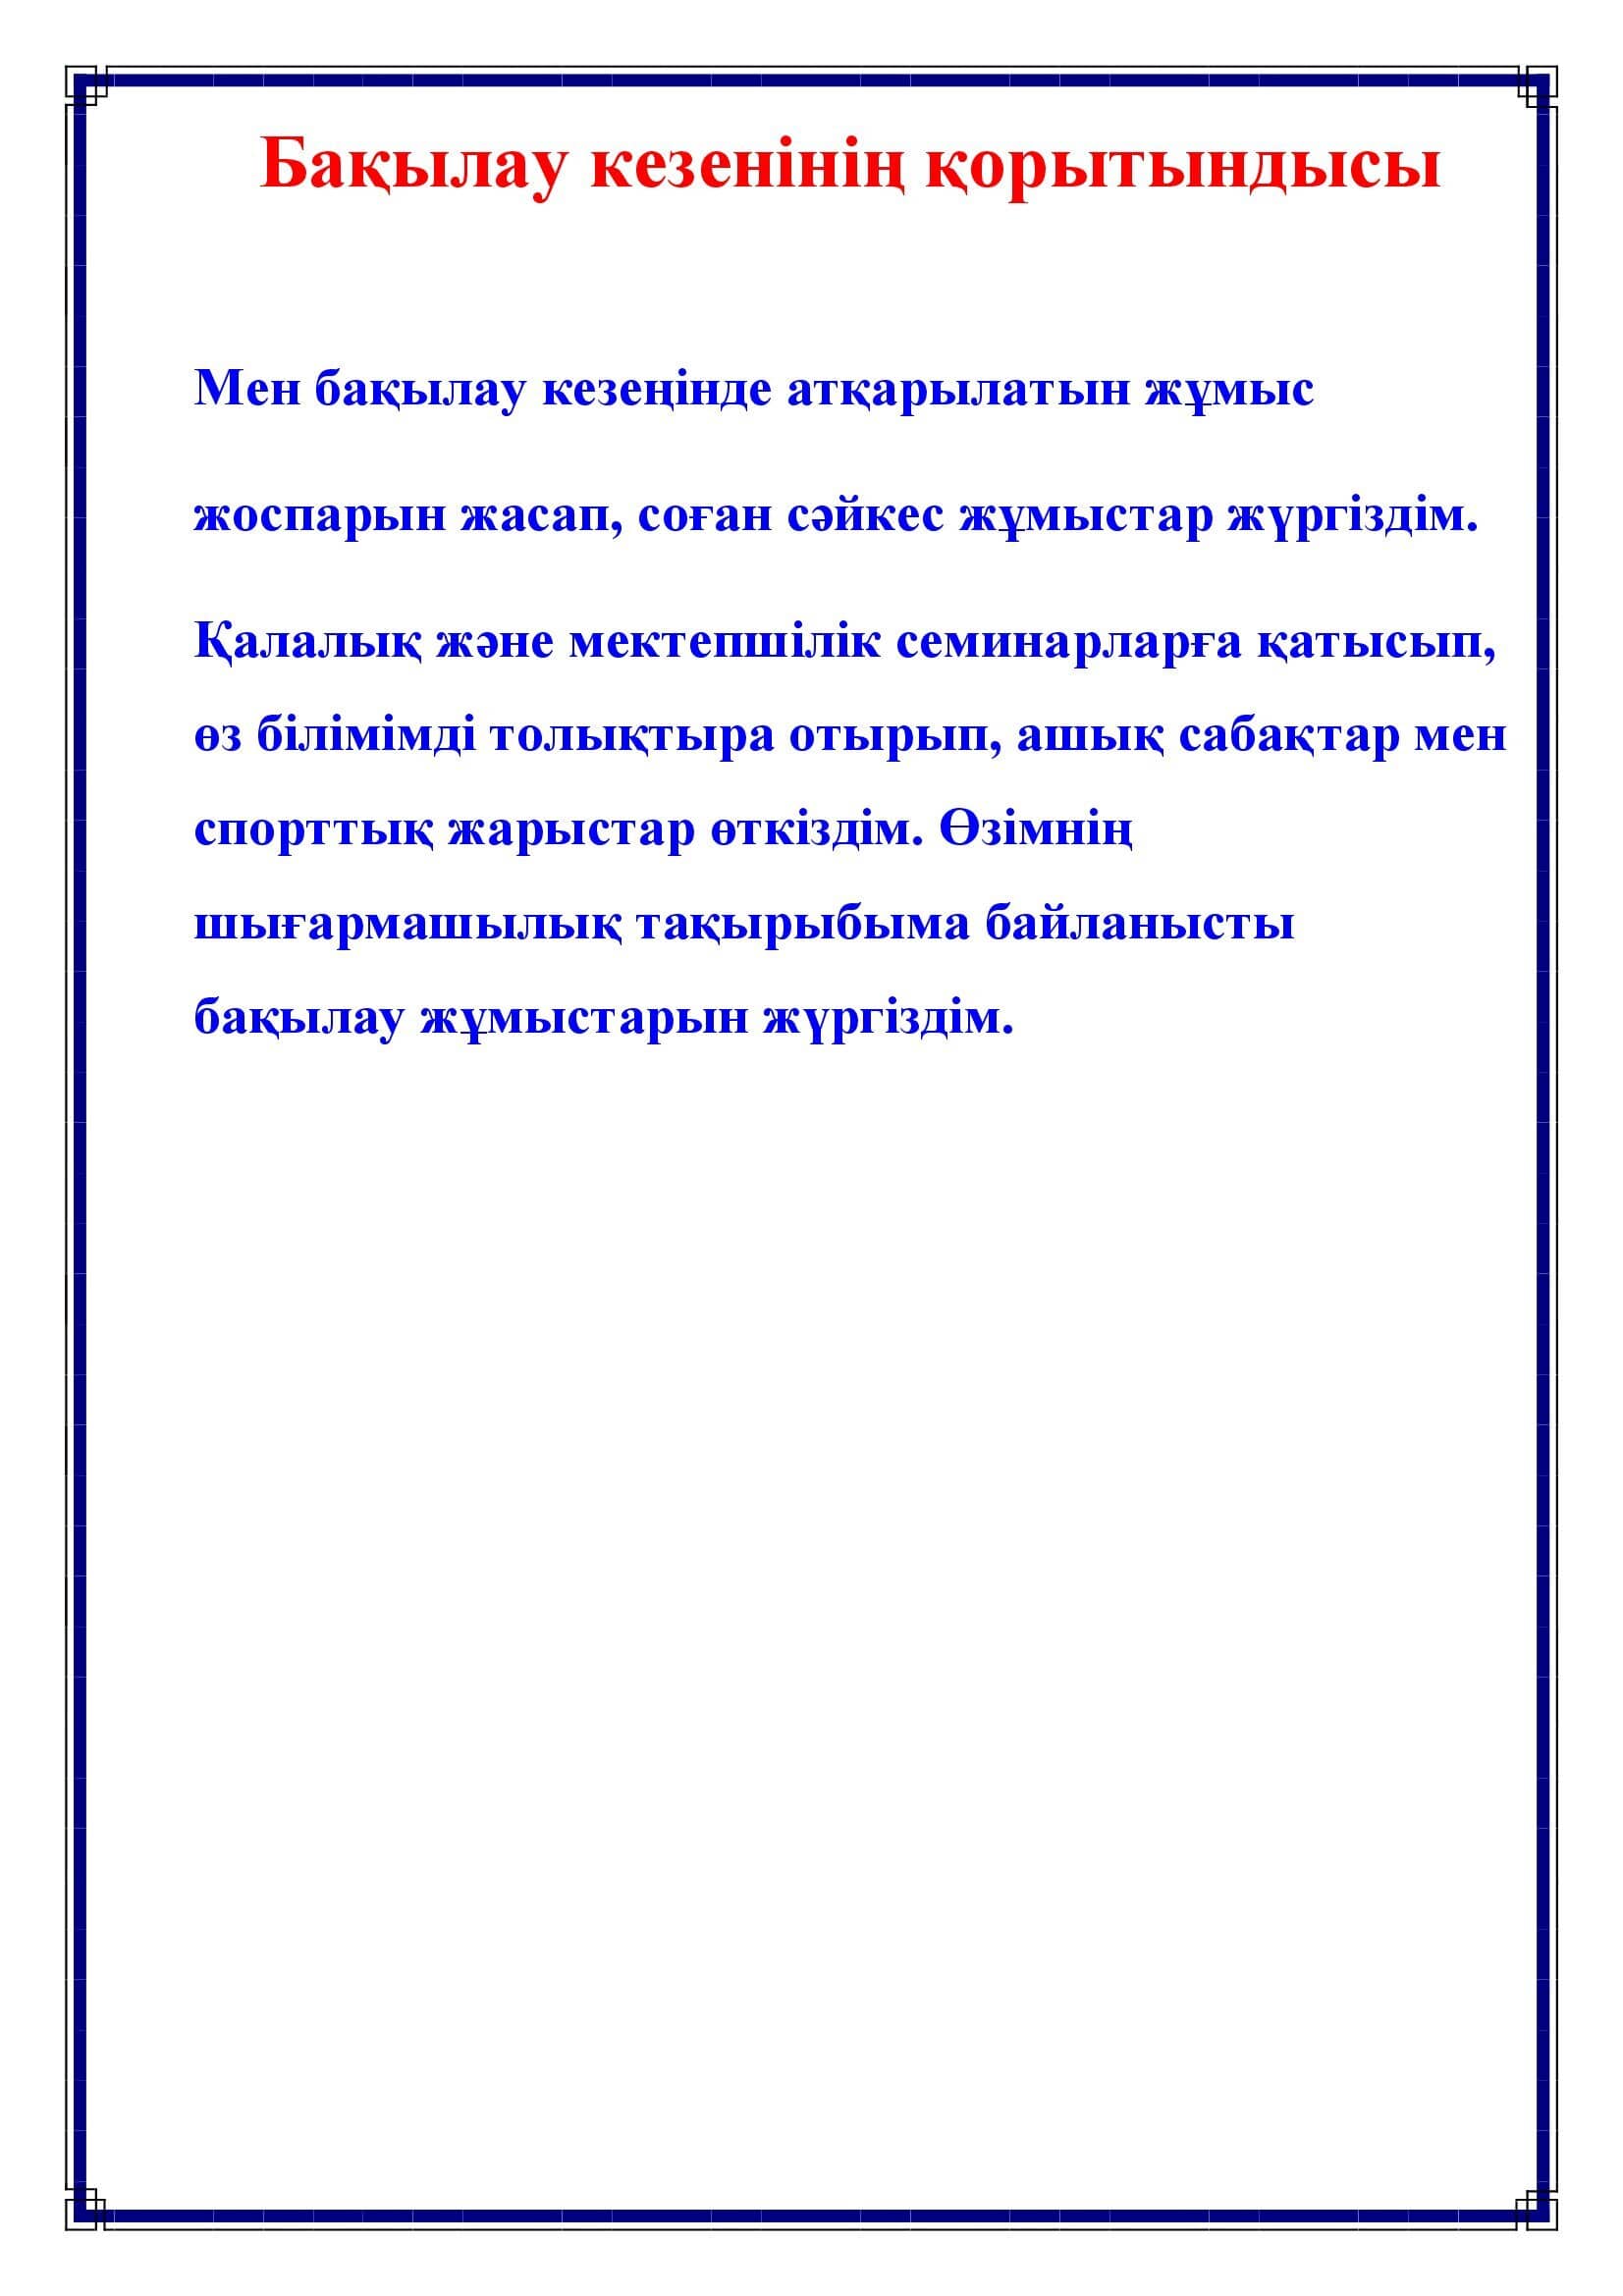 Бақылау кезенінің қорытындысы
Мен бақылау кезеңінде атқарылатын жұмыс
жоспарын жасап, соған сәйкес жұмыстар жүргіздім.
Қалалық және мектепшілік семинарларға қатысып,
өз білімімді толықтыра отырып, ашық сабақтар мен
спорттық жарыстар өткіздім. Өзімнің
шығармашылық тақырыбыма байланысты
бақылау жұмыстарын жүргіздім.